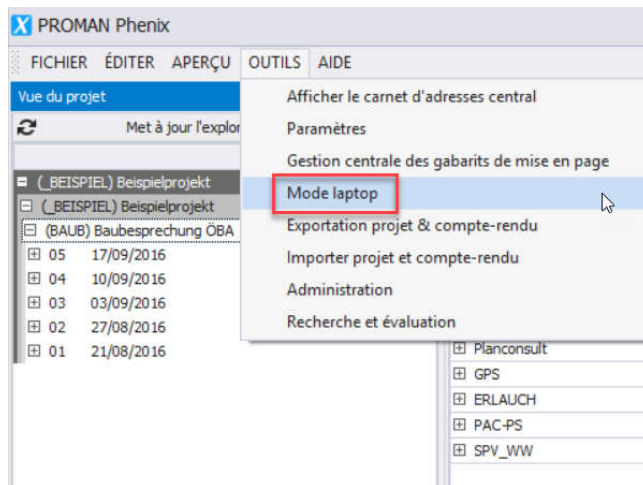 PROMAN Phenix
FICHIER ÉDITER APERÇU OUTILS AIDE
Vue du projet
Met à jour l'explor
(_BEISPIEL) Beispielprojekt
(_BEISPIEL) Beispielprojekt
(BAUB) Baubesprechung ÖBA
05 17/09/2016
04 10/09/2016
03 03/09/2016
02 27/08/2016
01 21/08/2016
Afficher le carnet d'adresses central
Paramètres
Gestion centrale des gabarits de mise en page
Mode laptop
Exportation projet & compte-rendu
Importer projet et compte-rendu
Administration
Recherche et évaluation
Planconsult
GPS
ERLAUCH
PAC-PS
SPV_WW